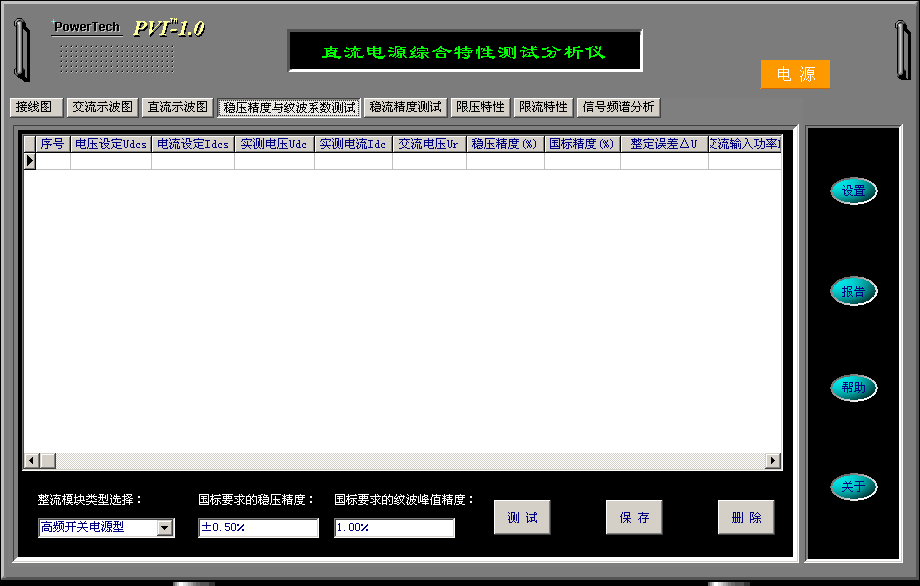 PowerTech PVI™-1.0
直流电源综合特性测试分析仪
电 源
接线图 交流示波图 直流示波图 稳压精度与纹波系数测试 稳流精度测试 限压特性 限流特性 信号频谱分析
序号 电压设定Udcs 电流设定Idcs 实测电压Udc 实测电流Idc 交流电压Ur 稳压精度(%) 国标精度(%) 整定误差△U 流输入功率
设置
报告
帮助
关于
整流模块类型选择： 国标要求的稳压精度： 国标要求的纹波峰值精度：
高频开关电源型 ±0.50% 1.00%
测 试 保 存 删 除